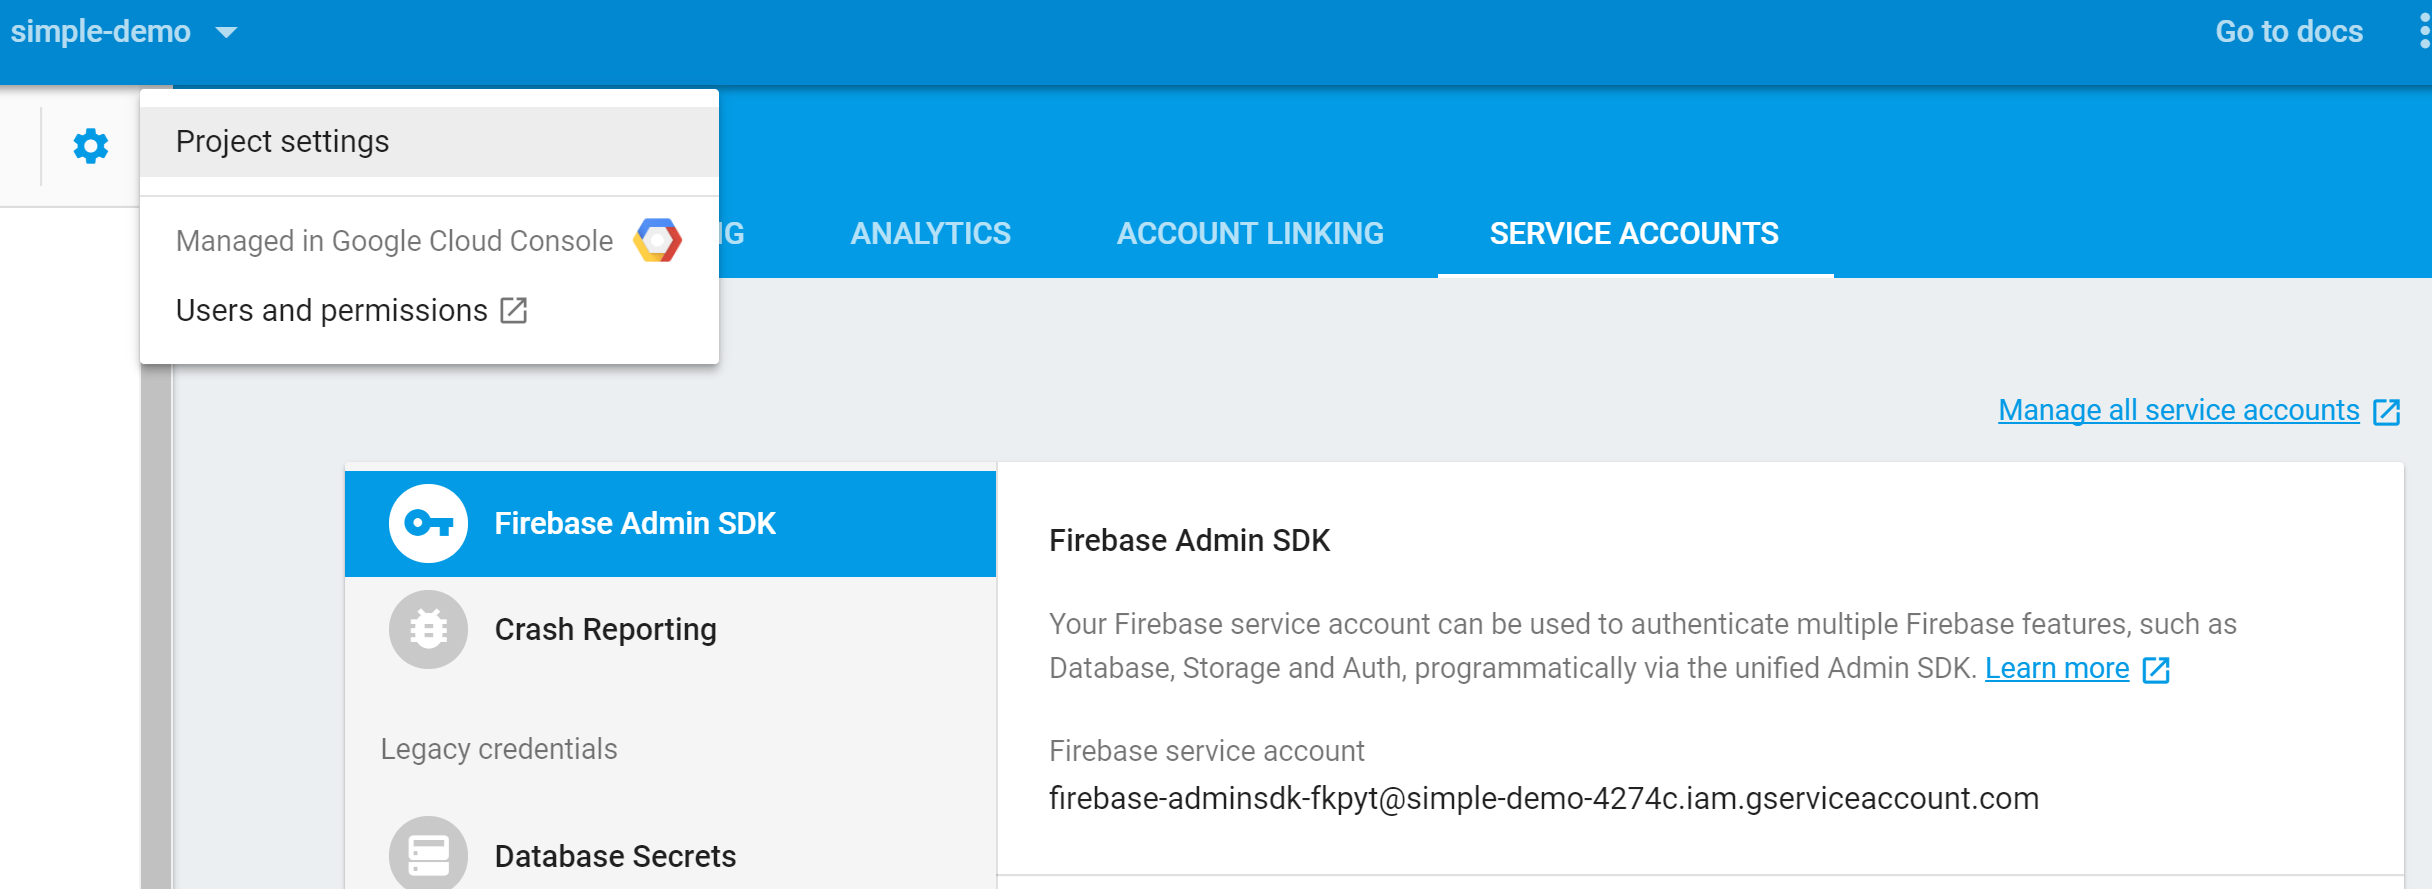 simple-demo
Go to docs
Project settings
Managed in Google Cloud Console
Users and permissions
ANALYTICS
ACCOUNT LINKING
SERVICE ACCOUNTS
Manage all service accounts
Firebase Admin SDK
Crash Reporting
Legacy credentials
Database Secrets
Firebase Admin SDK
Your Firebase service account can be used to authenticate multiple Firebase features, such as
Database, Storage and Auth, programmatically via the unified Admin SDK. Learn more
Firebase service account
firebase-adminsdk-fkpyt@simple-demo-4274c.iam.gserviceaccount.com